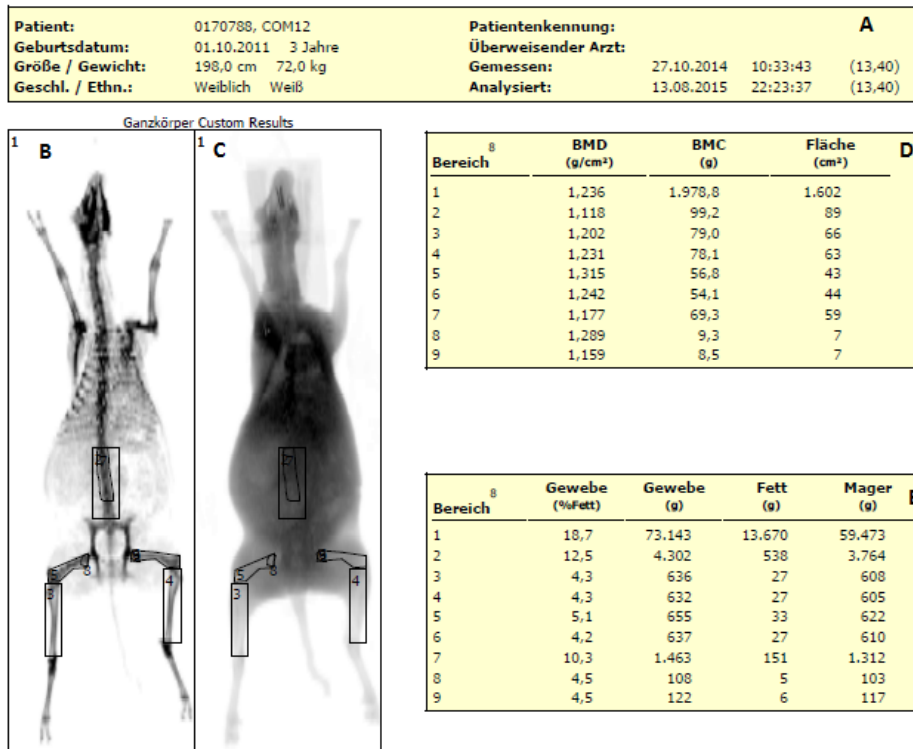 Patient: 0170788, COM12 Patientenkennung: A
Geburtsdatum: 01.10.2011 3 Jahre Überweisender Arzt:
Größe / Gewicht: 198,0 cm 72,0 kg Gemessen: 27.10.2014 10:33:43 (13,40)
Geschl. / Ethn.: Weiblich Weiß Analysiert: 13.08.2015 22:23:37 (13,40)
Ganzkörper Custom Results
1 B 1 C
8
3
4
8
3
4
D
BMD BMC Fläche
Bereich 8 (g/cm²) (g) (cm²)
1 1,236 1.978,8 1.602
2 1,118 99,2 89
3 1,202 79,0 66
4 1,231 78,1 63
5 1,315 56,8 43
6 1,242 54,1 44
7 1,177 69,3 59
8 1,289 9,3 7
9 1,159 8,5 7
Gewebe Gewebe Fett Mager
Bereich 8 (%Fett) (g) (g) (g)
1 18,7 73.143 13.670 59.473
2 12,5 4.302 538 3.764
3 4,3 636 27 608
4 4,3 632 27 605
5 5,1 655 33 622
6 4,2 637 27 610
7 10,3 1.463 151 1.312
8 4,5 108 5 103
9 4,5 122 6 117